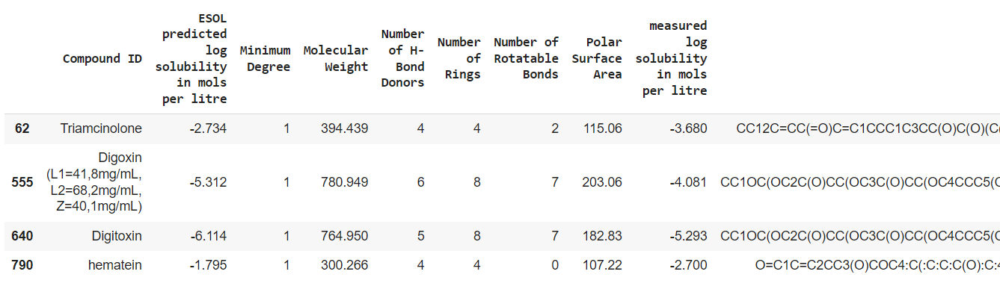 Compound ID
ESOL
predicted
log
solubility
in mols
per litre
Minimum
Degree
Molecular
Weight
Number
of H-
Bond
Donors
Number
of
Rings
Number of
Rotatable
Bonds
Polar
Surface
Area
measured
log
solubility
in mols
per litre
62 Triamcinolone -2.734 1 394.439 4 4 2 115.06 -3.680 CC12C=CC(=O)C=C1CCC1C3CC(O)C(O)(C(
555 Digoxin
(L1=41,8mg/mL,
L2=68,2mg/mL,
Z=40,1mg/mL) -5.312 1 780.949 6 8 7 203.06 -4.081 CC1OC(OC2C(O)CC(OC3C(O)CC(OC4CCC5(C
640 Digitoxin -6.114 1 764.950 5 8 7 182.83 -5.293 CC1OC(OC2C(O)CC(OC3C(O)CC(OC4CCC5(C
790 hematein -1.795 1 300.266 4 4 0 107.22 -2.700 O=C1C=C2CC3(O)COC4:C(:C:C:C(O):C:4